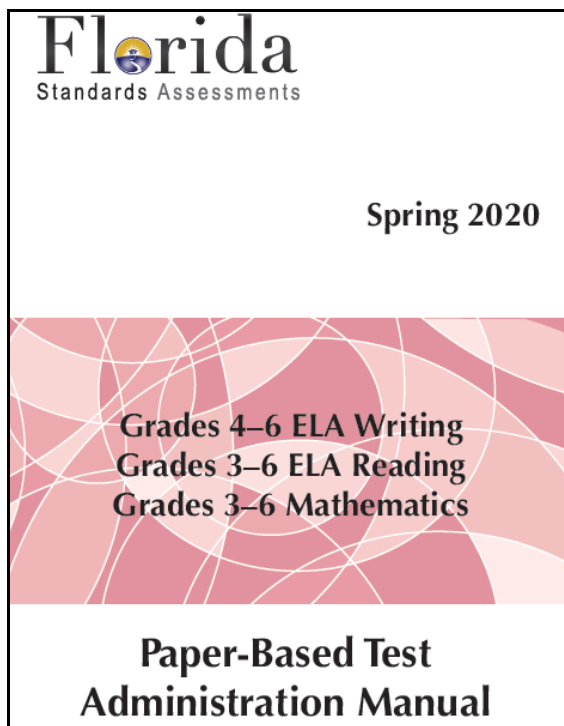 Florida
Standards Assessments
Spring 2020
Grades 4–6 ELA Writing
Grades 3–6 ELA Reading
Grades 3–6 Mathematics
Paper-Based Test
Administration Manual